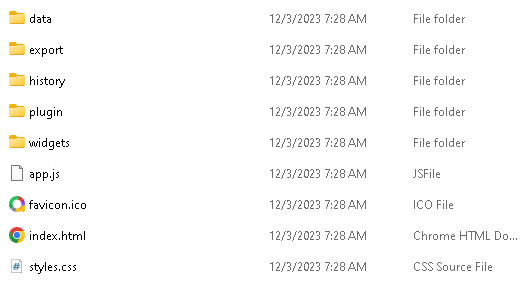 data 12/3/2023 7:28 AM File folder
export 12/3/2023 7:28 AM File folder
history 12/3/2023 7:28 AM File folder
plugin 12/3/2023 7:28 AM File folder
widgets 12/3/2023 7:28 AM File folder
app.js 12/3/2023 7:28 AM JSFile
favicon.ico 12/3/2023 7:28 AM ICO File
index.html 12/3/2023 7:28 AM Chrome HTML Do...
styles.css 12/3/2023 7:28 AM CSS Source File